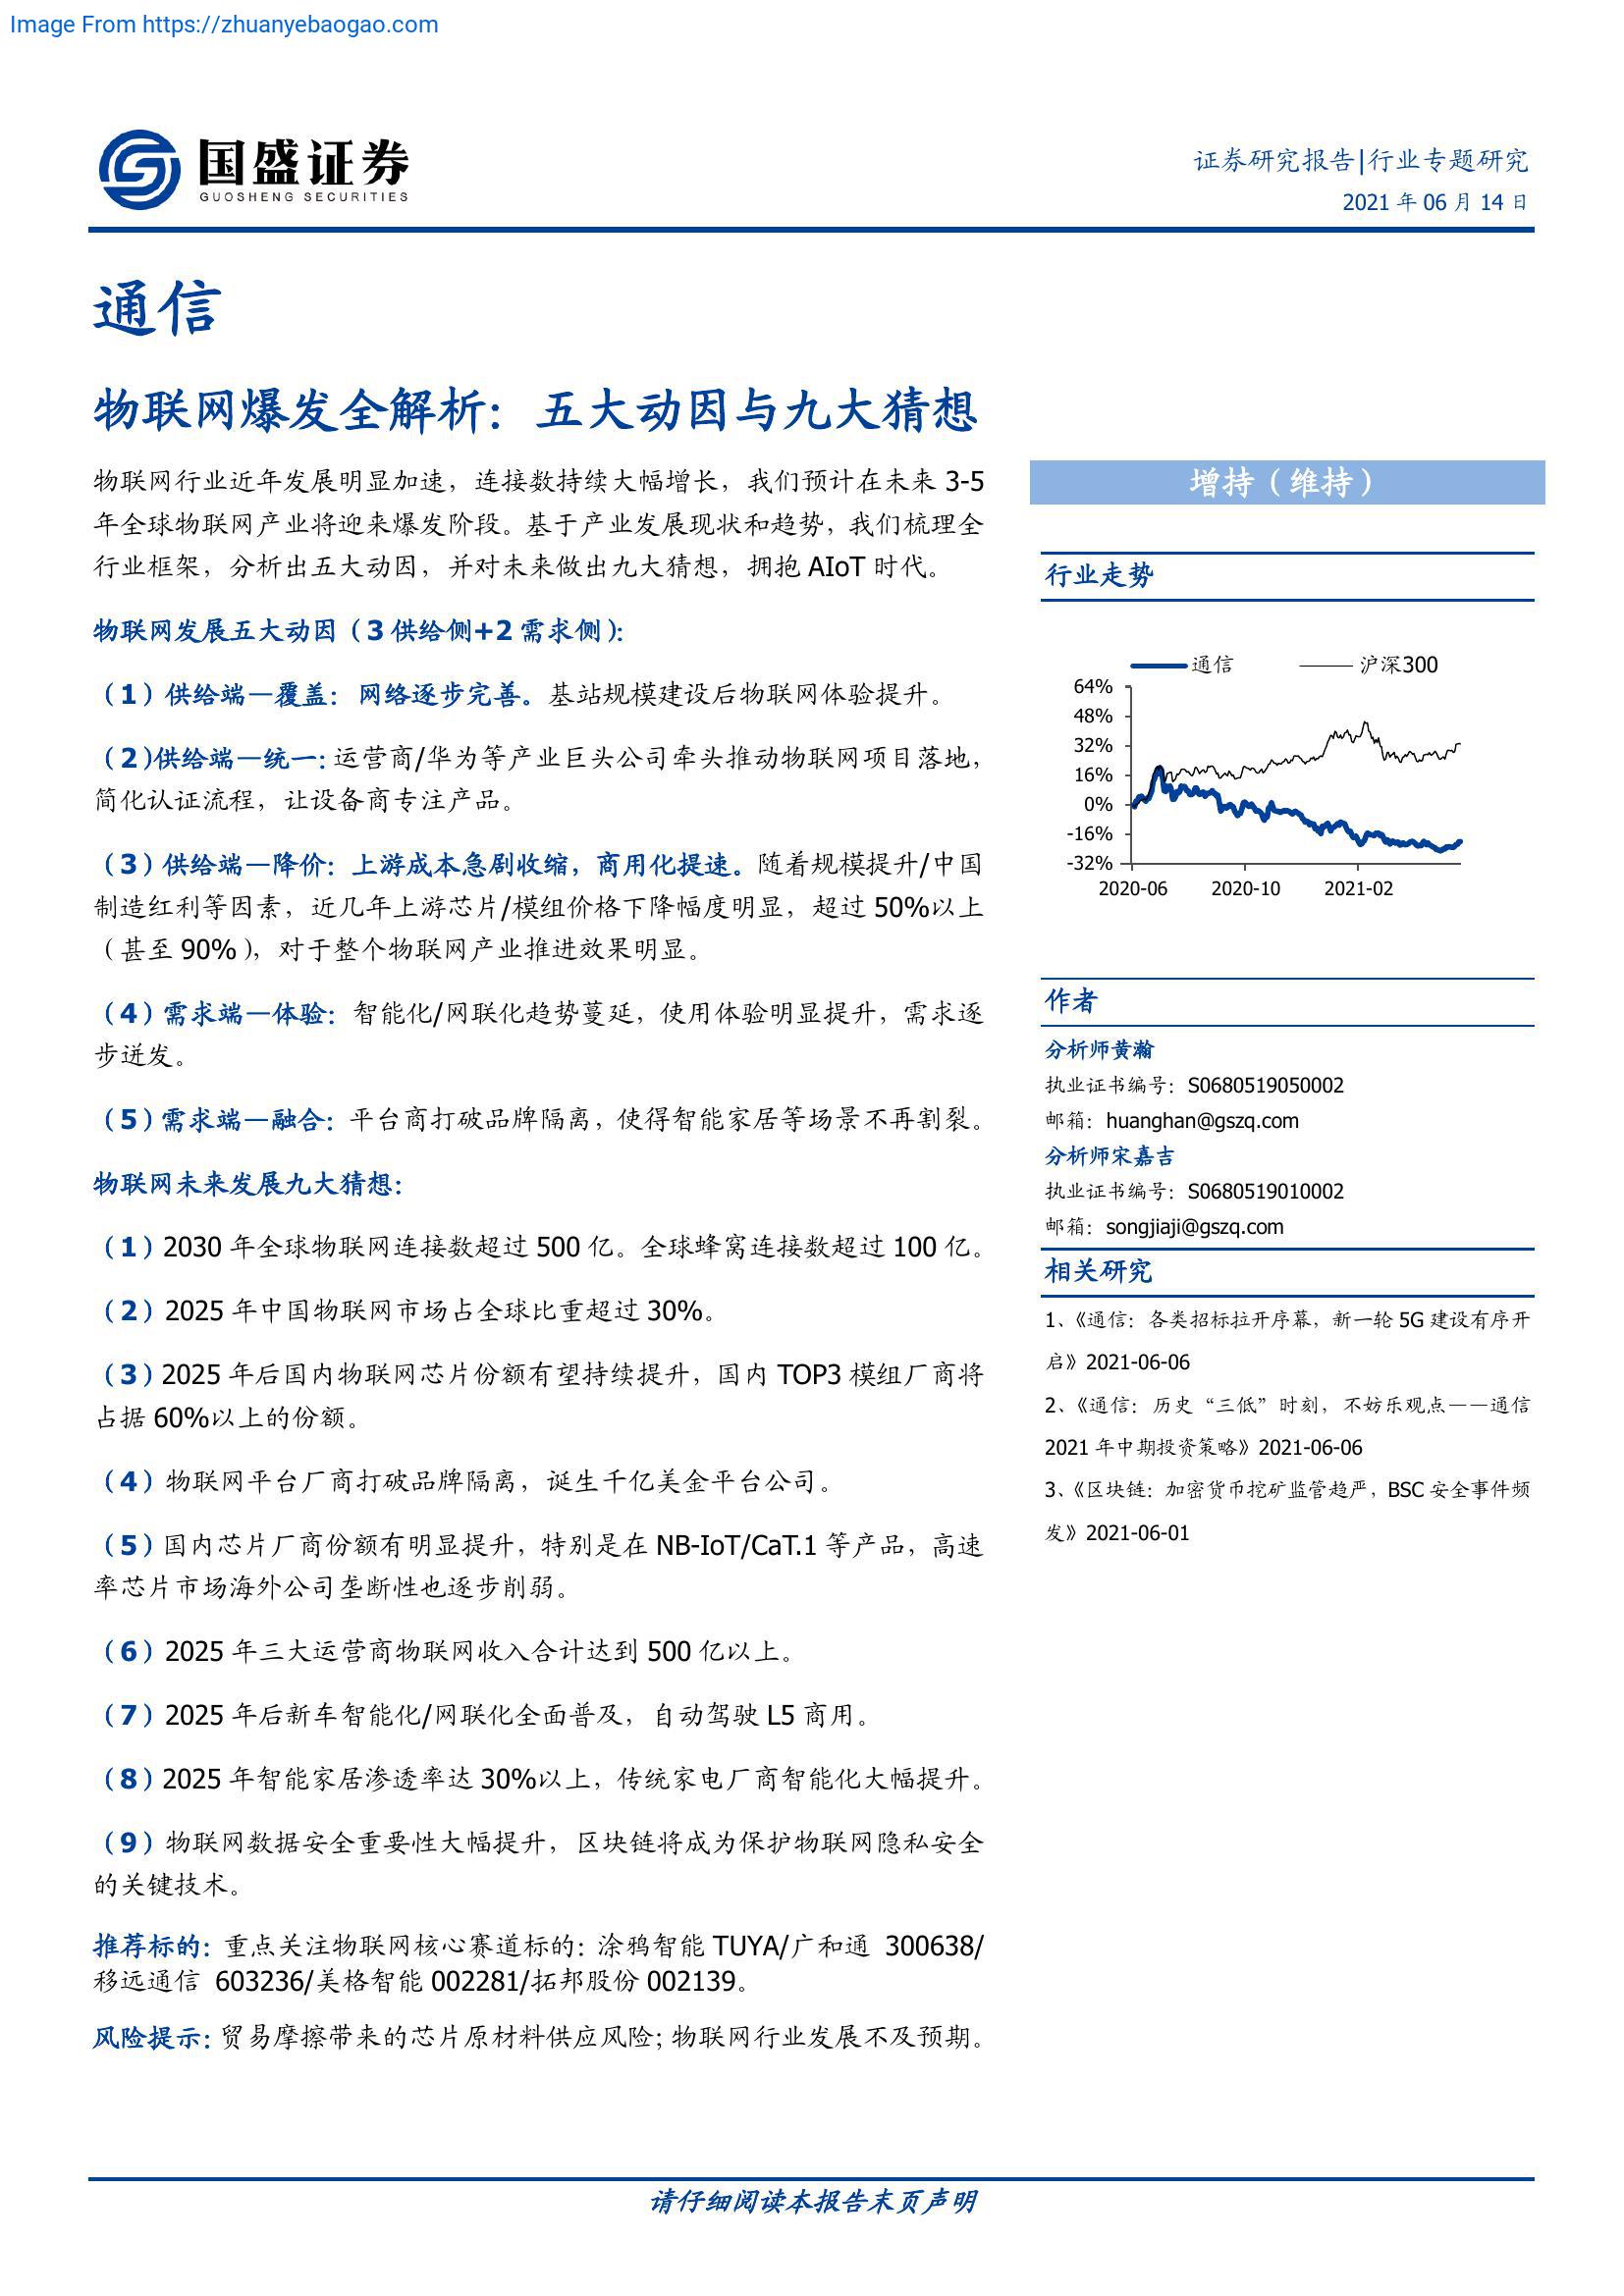 Image From https://zhuanyebaogao.com
国盛证券
GUOSHENG SECURITIES
证券研究报告|行业专题研究
2021 年 06 月 14 日
通信
物联网爆发全解析：五大动因与九大猜想
物联网行业近年发展明显加速，连接数持续大幅增长，我们预计在未来 3-5
年全球物联网产业将迎来爆发阶段。基于产业发展现状和趋势，我们梳理全
行业框架，分析出五大动因，并对未来做出九大猜想，拥抱 AIoT 时代。
物联网发展五大动因（3 供给侧+2 需求侧）：
（1）供给端—覆盖：网络逐步完善。基站规模建设后物联网体验提升。
（2）供给端—统一：运营商/华为等产业巨头公司牵头推动物联网项目落地，
简化认证流程，让设备商专注产品。
（3）供给端—降价：上游成本急剧收缩，商用化提速。随着规模提升/中国
制造红利等因素，近几年上游芯片/模组价格下降幅度明显，超过 50%以上
（甚至 90%），对于整个物联网产业推进效果明显。
（4）需求端—体验：智能化/网联化趋势蔓延，使用体验明显提升，需求逐
步迸发。
（5）需求端—融合：平台商打破品牌隔离，使得智能家居等场景不再割裂。
物联网未来发展九大猜想：
（1）2030 年全球物联网连接数超过 500 亿。全球蜂窝连接数超过 100 亿。
（2）2025 年中国物联网市场占全球比重超过 30%。
（3）2025 年后国内物联网芯片份额有望持续提升，国内 TOP3 模组厂商将
占据 60%以上的份额。
（4）物联网平台厂商打破品牌隔离，诞生千亿美金平台公司。
（5）国内芯片厂商份额有明显提升，特别是在 NB-IoT/CaT.1 等产品，高速
率芯片市场海外公司垄断性也逐步削弱。
（6）2025 年三大运营商物联网收入合计达到 500 亿以上。
（7）2025 年后新车智能化/网联化全面普及，自动驾驶 L5 商用。
（8）2025 年智能家居渗透率达 30%以上，传统家电厂商智能化大幅提升。
（9）物联网数据安全重要性大幅提升，区块链将成为保护物联网隐私安全
的关键技术。
推荐标的：重点关注物联网核心赛道标的：涂鸦智能 TUYA/广和通 300638/
移远通信 603236/美格智能 002281/拓邦股份 002139。
风险提示：贸易摩擦带来的芯片原材料供应风险；物联网行业发展不及预期。
增持（维持）
行业走势
通信 沪深300
64%
48%
32%
16%
0%
-16%
-32%
2020-06 2020-10 2021-02
作者
分析师黄瀚
执业证书编号：S0680519050002
邮箱：huanghan@gszq.com
分析师宋嘉吉
执业证书编号：S0680519010002
邮箱：songjiaji@gszq.com
相关研究
1、《通信：各类招标拉开序幕，新一轮 5G 建设有序开
启》2021-06-06
2、《通信：历史“三低”时刻，不妨乐观点——通信
2021 年中期投资策略》2021-06-06
3、《区块链：加密货币挖矿监管趋严，BSC 安全事件频
发》2021-06-01
请仔细阅读本报告末页声明